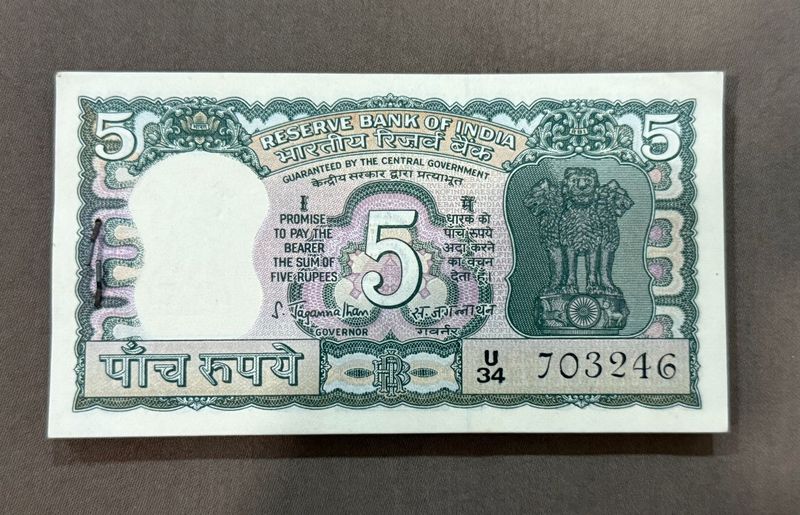 5 5
RESERVE BANK OF INDIA
भारतीय रिज़र्व बैंक
GUARANTEED BY THE CENTRAL GOVERNMENT
केन्द्रीय सरकार द्वारा प्रत्याभूत
I
PROMISE
TO PAY THE
BEARER
THE SUM OF
FIVE RUPEES
5
मैं
धारक को
पाँच रुपये
अदा करने
का वचन
देता हूँ।
S. Jagannathan
GOVERNOR
स. जगन्नाथन
गवर्नर
पाँच रुपये
U
34
703246